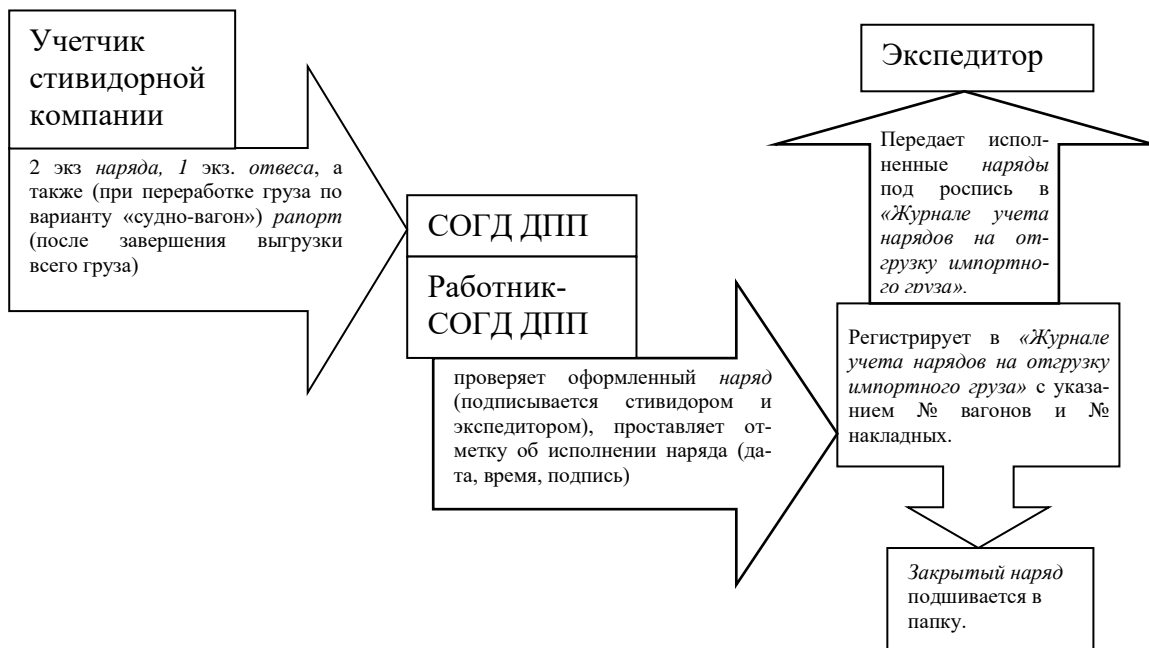 Учетчик
стивидорной
компании
2 экз наряда, 1 экз. отвеса, а
также (при переработке груза по
варианту «судно-вагон») рапорт
(после завершения выгрузки
всего груза)
СОГД ДПП
Работник-
СОГД ДПП
проверяет оформленный наряд
(подписывается стивидором и
экспедитором), проставляет от-
метку об исполнении наряда (да-
та, время, подпись)
Экспедитор
Передает испол-
ненные наряды
под роспись в
«Журнале учета
нарядов на от-
грузку импортно-
го груза».
Регистрирует в «Журнале
учета нарядов на отгрузку
импортного груза» с указа-
нием № вагонов и №
накладных.
Закрытый наряд
подшивается в
папку.